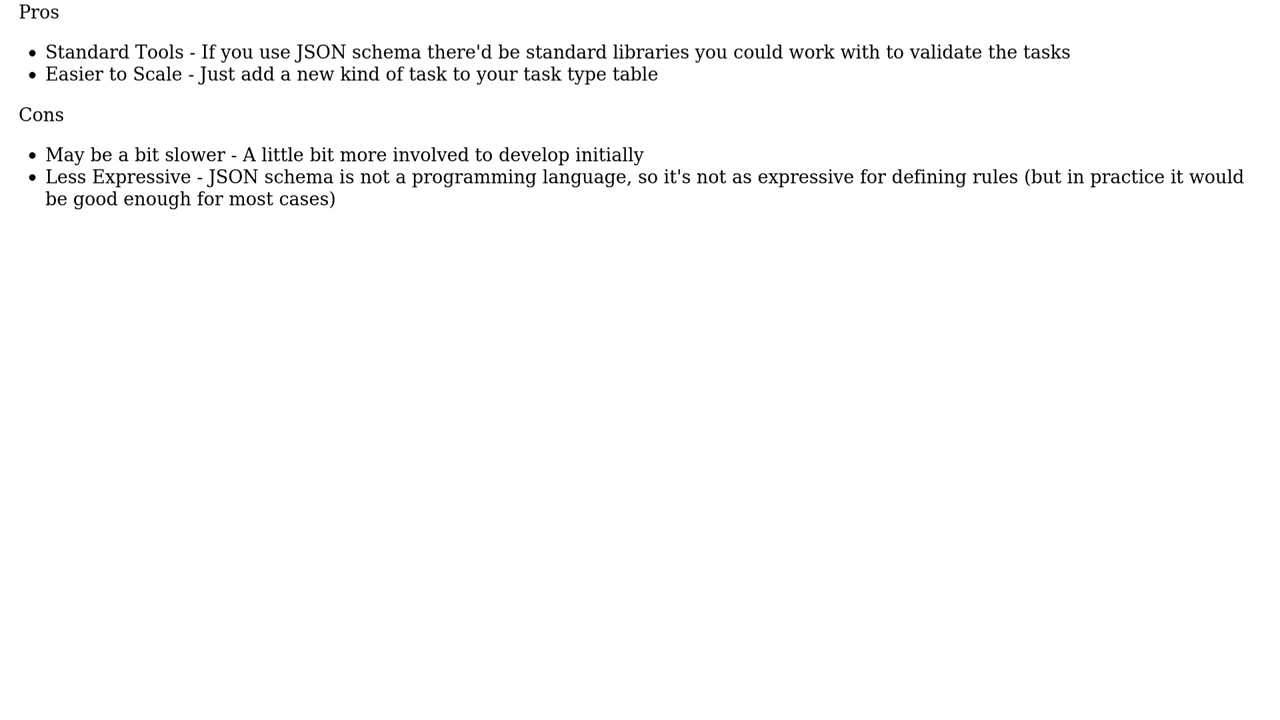 Pros
• Standard Tools - If you use JSON schema there'd be standard libraries you could work with to validate the tasks
• Easier to Scale - Just add a new kind of task to your task type table
Cons
• May be a bit slower - A little bit more involved to develop initially
• Less Expressive - JSON schema is not a programming language, so it's not as expressive for defining rules (but in practice it would
be good enough for most cases)